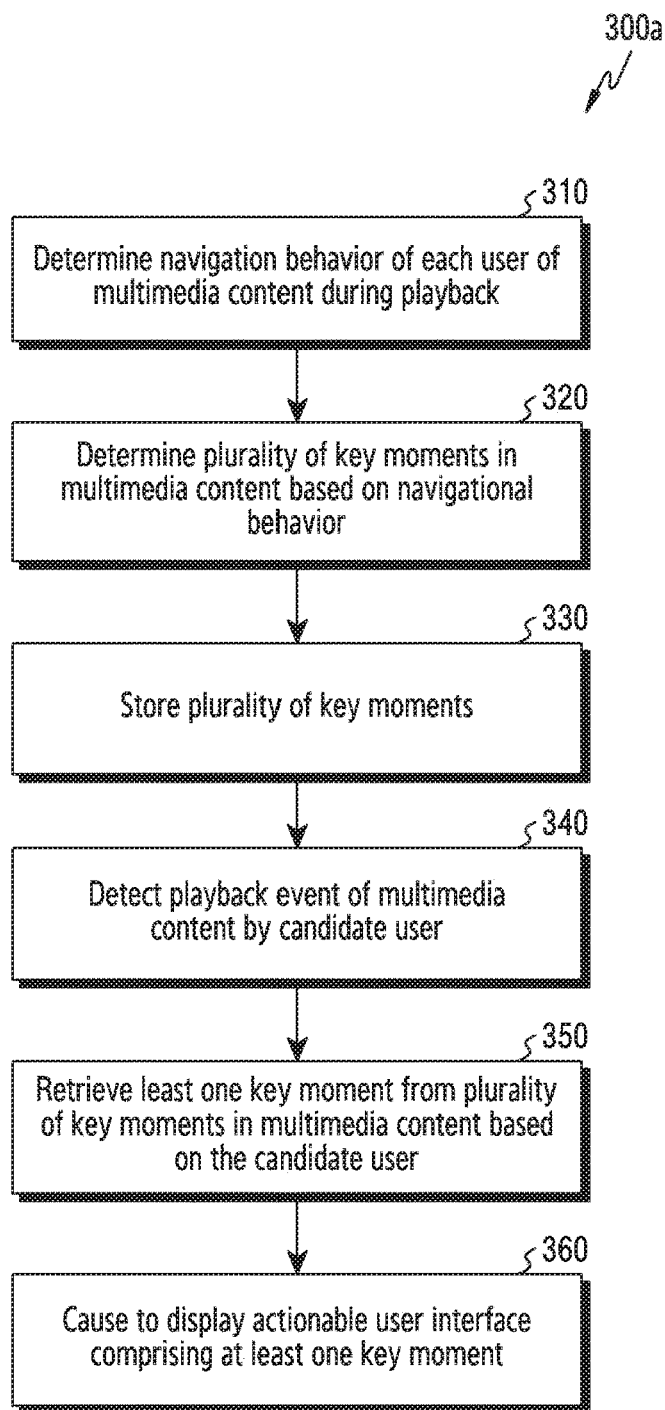 300a
310
Determine navigation behavior of each user of
multimedia content during playback
320
Determine plurality of key moments in
multimedia content based on navigational
behavior
330
Store plurality of key moments
340
Detect playback event of multimedia
content by candidate user
350
Retrieve least one key moment from plurality
of key moments in multimedia content based
on the candidate user
360
Cause to display actionable user interface
comprising at least one key moment